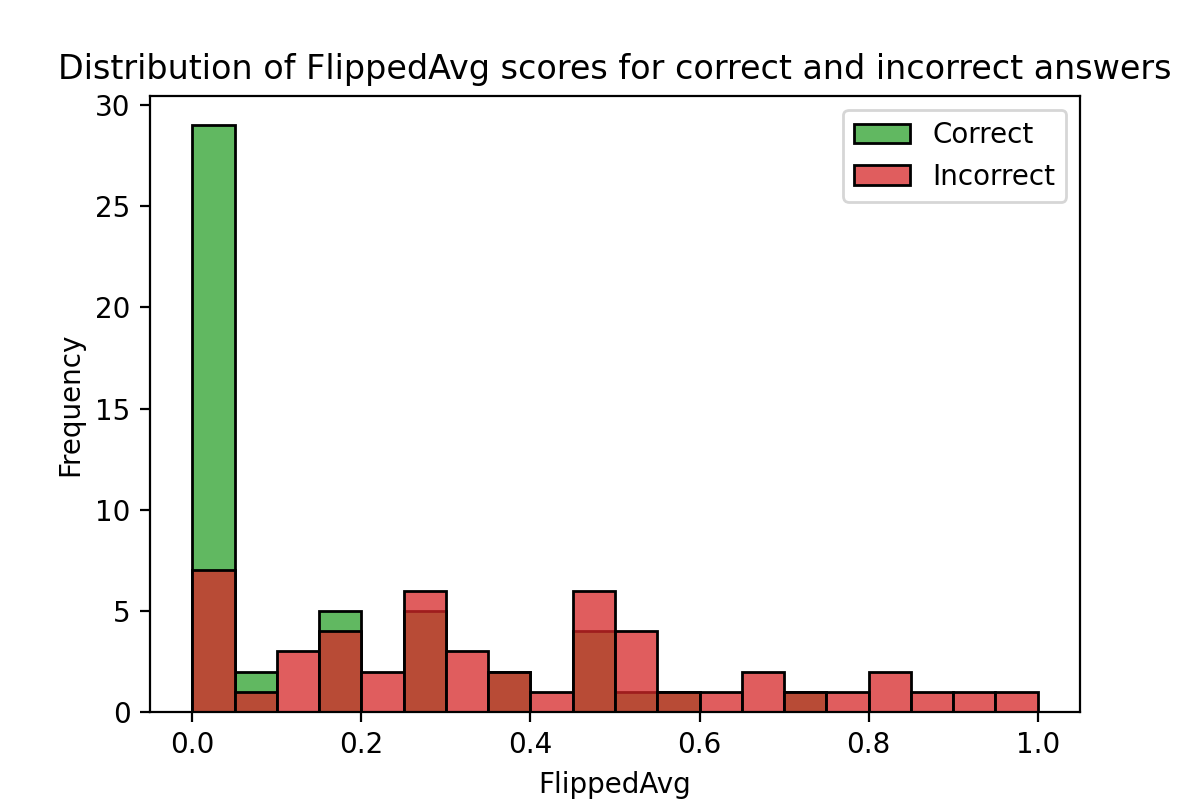 Distribution of FlippedAvg scores for correct and incorrect answers
30
25
20
15
10
5
0
Frequency
Correct
Incorrect
0.0 0.2 0.4 0.6 0.8 1.0
FlippedAvg